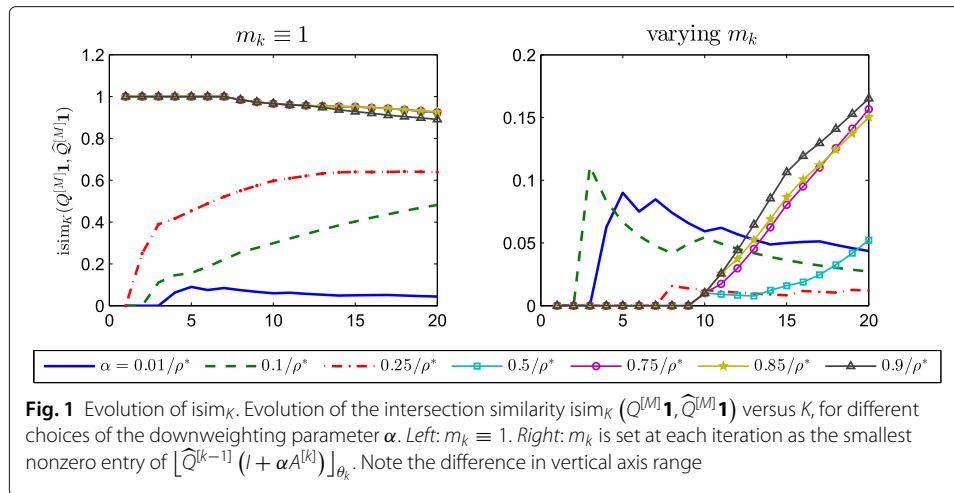 m_k ≡ 1
varying m_k
isim_K(Q^[M]1, Q̂^[M]1)
1.2
1
0.8
0.6
0.4
0.2
0
0 5 10 15 20
0.2
0.15
0.1
0.05
0
0 5 10 15 20
α = 0.01/ρ* 0.1/ρ* 0.25/ρ* 0.5/ρ* 0.75/ρ* 0.85/ρ* 0.9/ρ*
Fig. 1 Evolution of isim_K. Evolution of the intersection similarity isim_K (Q^[M]1, Q̂^[M]1) versus K, for different
choices of the downweighting parameter α. Left: m_k ≡ 1. Right: m_k is set at each iteration as the smallest
nonzero entry of ⌊Q̂^[k−1] (I + αA^[k])⌋_θ_k. Note the difference in vertical axis range